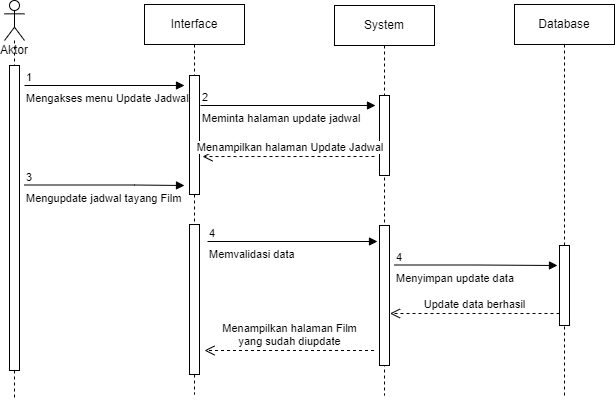 Aktor
Interface
System
Database
1
Mengakses menu Update Jadwal
2
Meminta halaman update jadwal
Menampilkan halaman Update Jadwal
3
Mengupdate jadwal tayang Film
4
Memvalidasi data
4
Menyimpan update data
Update data berhasil
Menampilkan halaman Film
yang sudah diupdate